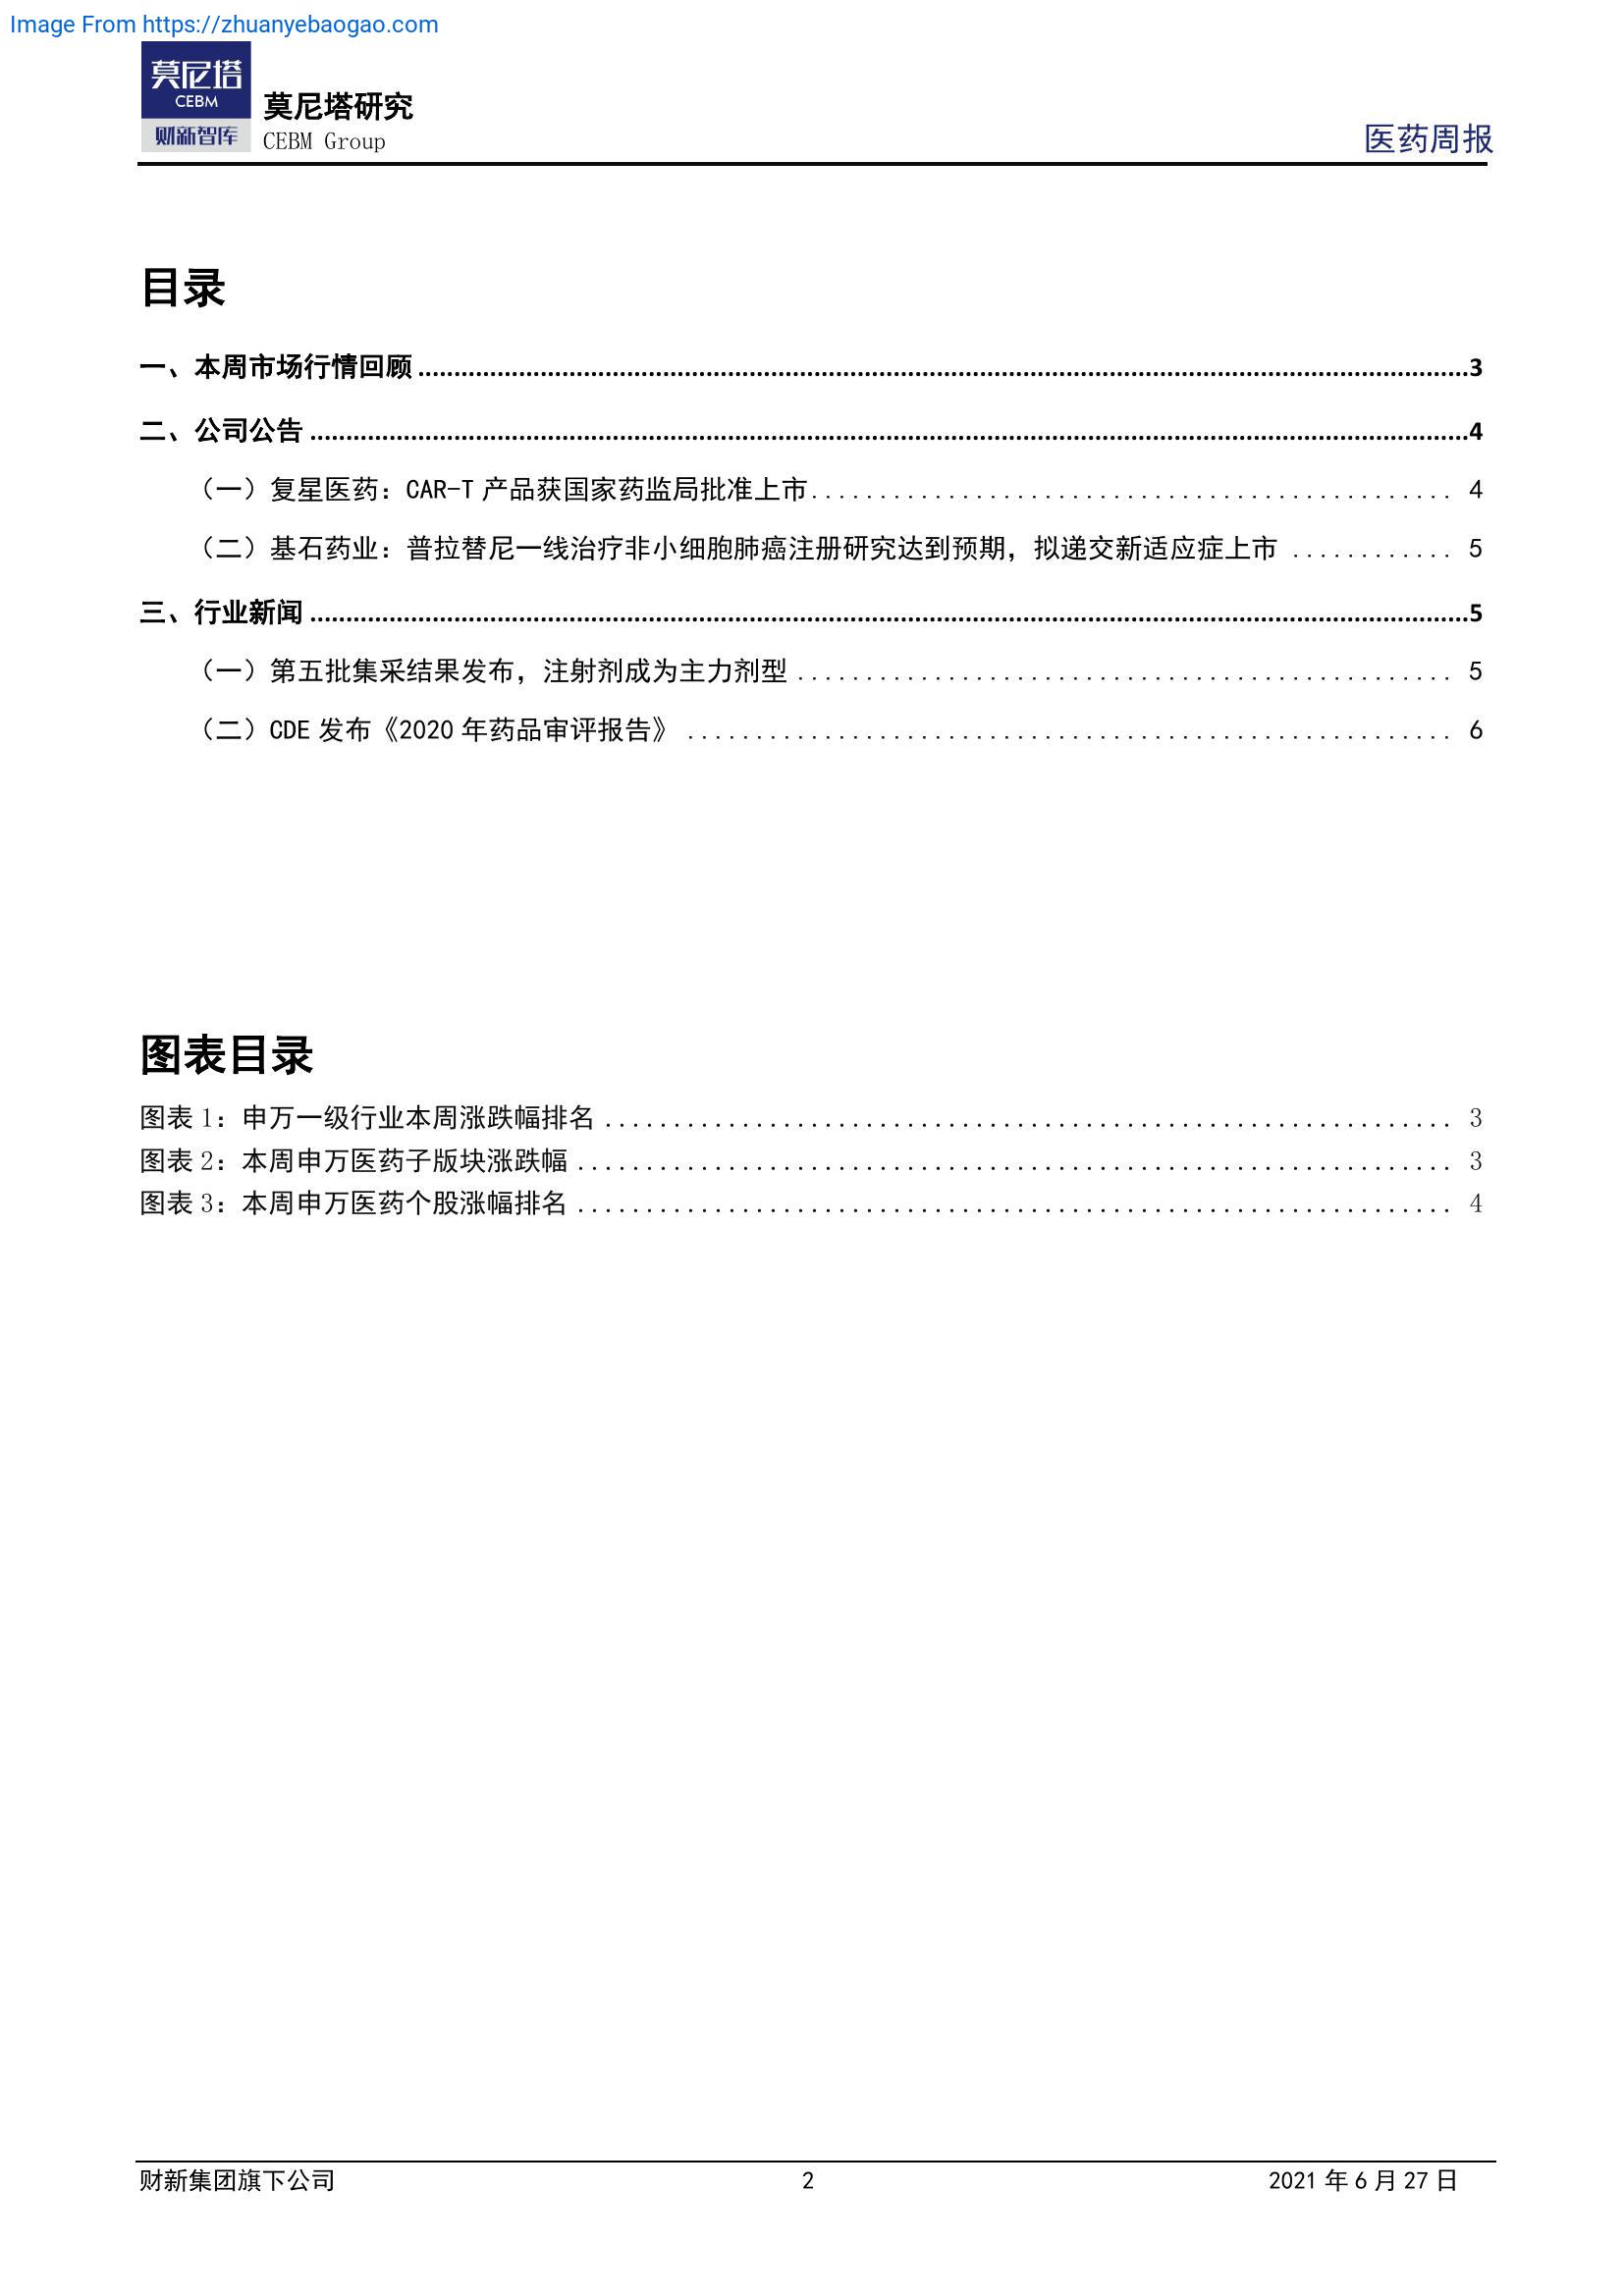 Image From https://zhuanyebaogao.com
莫尼塔
CEBM
财新智库
莫尼塔研究
CEBM Group
医药周报
目录
一、本周市场行情回顾 3
二、公司公告 4
（一）复星医药：CAR-T 产品获国家药监局批准上市 4
（二）基石药业：普拉替尼一线治疗非小细胞肺癌注册研究达到预期，拟递交新适应症上市 5
三、行业新闻 5
（一）第五批集采结果发布，注射剂成为主力剂型 5
（二）CDE 发布《2020 年药品审评报告》 6
图表目录
图表 1：申万一级行业本周涨跌幅排名 3
图表 2：本周申万医药子版块涨跌幅 3
图表 3：本周申万医药个股涨幅排名 4
财新集团旗下公司 2 2021 年 6 月 27 日